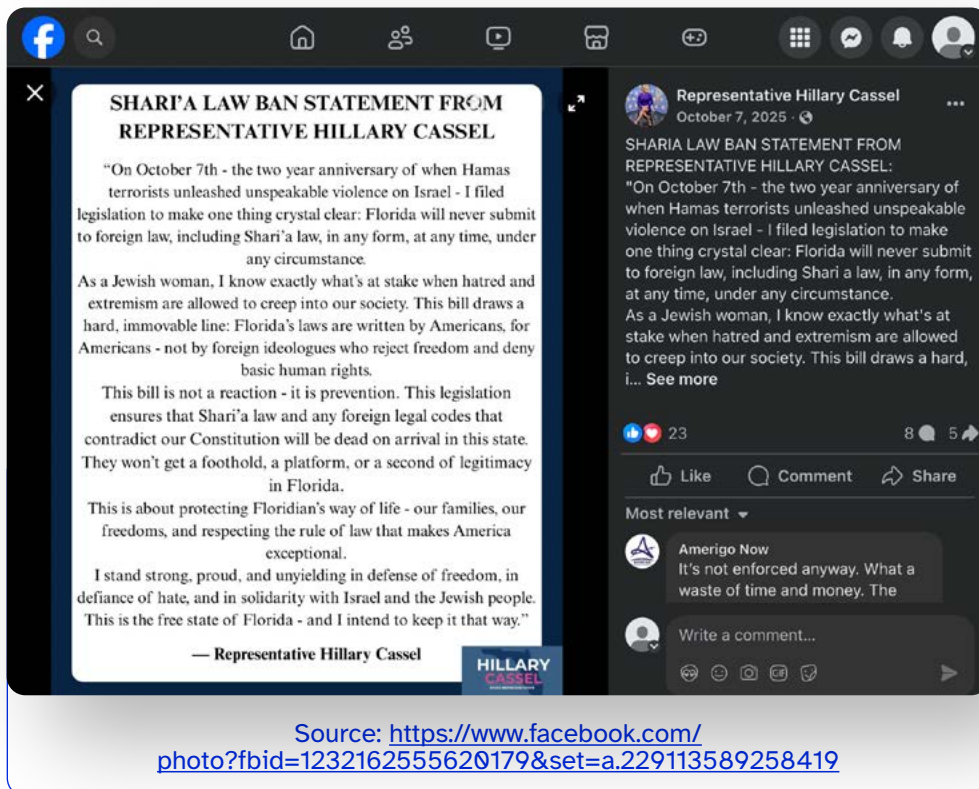 SHARI'A LAW BAN STATEMENT FROM
REPRESENTATIVE HILLARY CASSEL
“On October 7th - the two year anniversary of when Hamas
terrorists unleashed unspeakable violence on Israel - I filed
legislation to make one thing crystal clear: Florida will never submit
to foreign law, including Shari’a law, in any form, at any time, under
any circumstance.
As a Jewish woman, I know exactly what’s at stake when hatred and
extremism are allowed to creep into our society. This bill draws a
hard, immovable line: Florida’s laws are written by Americans, for
Americans - not by foreign ideologues who reject freedom and deny
basic human rights.
This bill is not a reaction - it is prevention. This legislation
ensures that Shari’a law and any foreign legal codes that
contradict our Constitution will be dead on arrival in this state.
They won’t get a foothold, a platform, or a second of legitimacy
in Florida.
This is about protecting Floridian’s way of life - our families, our
freedoms, and respecting the rule of law that makes America
exceptional.
I stand strong, proud, and unyielding in defense of freedom, in
defiance of hate, and in solidarity with Israel and the Jewish people.
This is the free state of Florida - and I intend to keep it that way.”
— Representative Hillary Cassel
HILLARY
CASSEL
Representative Hillary Cassel
October 7, 2025 ·
SHARIA LAW BAN STATEMENT FROM
REPRESENTATIVE HILLARY CASSEL:
"On October 7th - the two year anniversary of
when Hamas terrorists unleashed unspeakable
violence on Israel - I filed legislation to make
one thing crystal clear: Florida will never submit
to foreign law, including Shari a law, in any form,
at any time, under any circumstance.
As a Jewish woman, I know exactly what's at
stake when hatred and extremism are allowed
to creep into our society. This bill draws a hard,
i... See more
23
8 5
Like Comment Share
Most relevant
Amerigo Now
It's not enforced anyway. What a
waste of time and money. The
Write a comment...
GIF
Source: https://www.facebook.com/
photo?fbid=1232162555620179&set=a.229113589258419